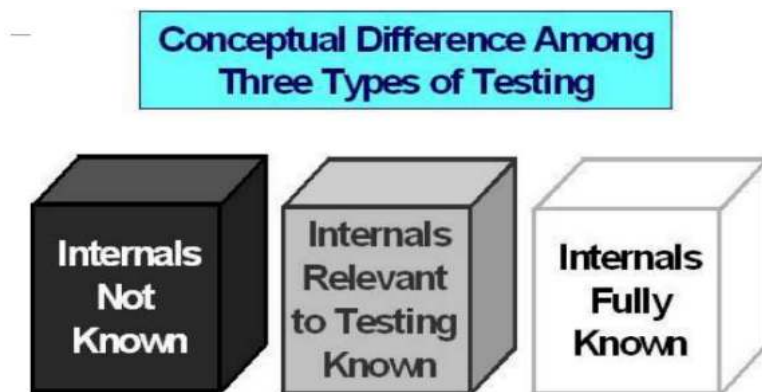 Conceptual Difference Among
Three Types of Testing
Internals
Not
Known
Internals
Relevant
to Testing
Known
Internals
Fully
Known